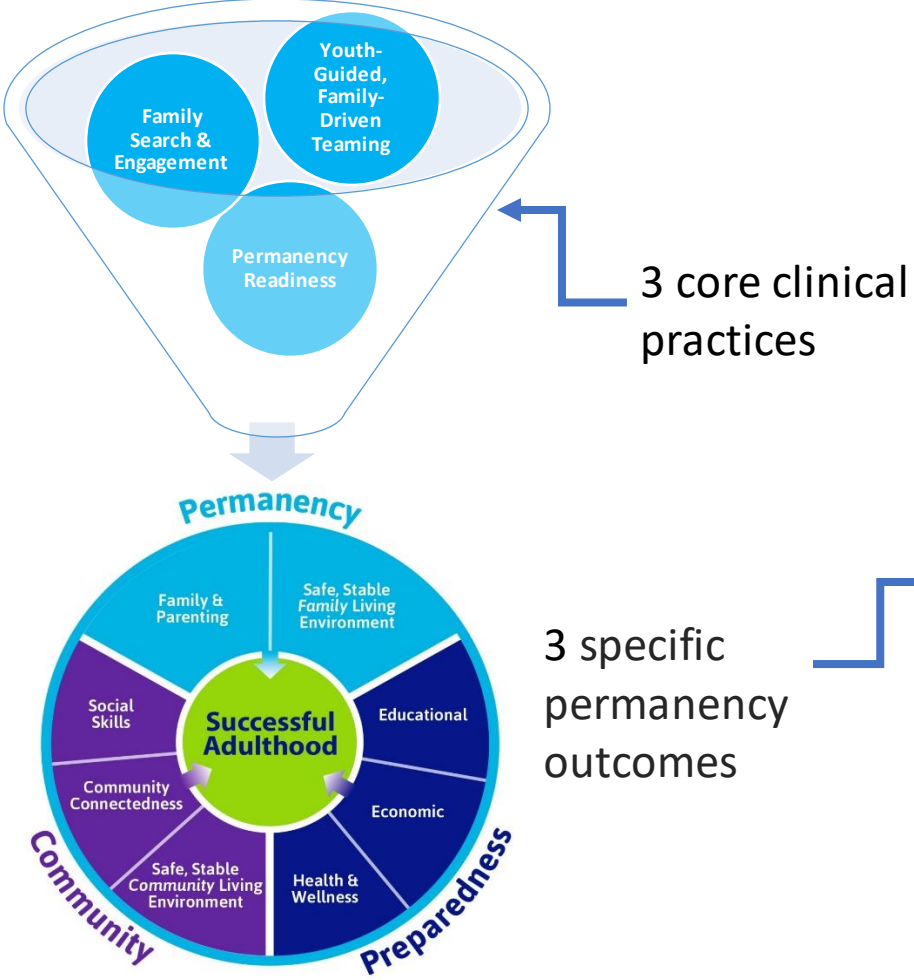 Youth-
Guided,
Family-
Driven
Teaming
Family
Search &
Engagement
Permanency
Readiness
3 core clinical
practices
Permanency
Family &
Parenting
Safe, Stable
Family Living
Environment
Social
Skills
Successful
Adulthood
Educational
Community
Connectedness
Economic
Safe, Stable
Community Living
Environment
Health &
Wellness
Community
Preparedness
3 specific
permanency
outcomes